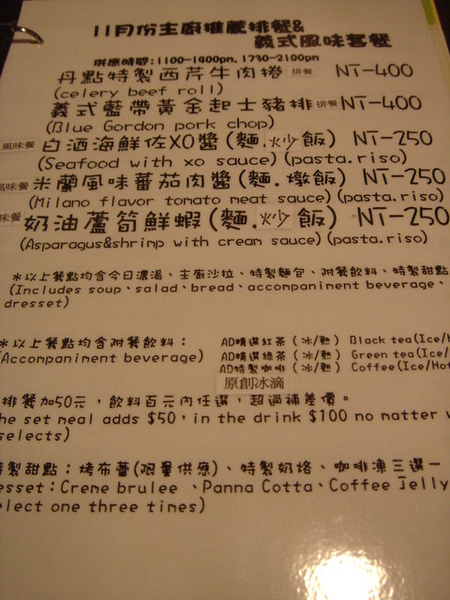 11月份主廚推薦排餐&
義式風味套餐
供應時間:1100-1400pn, 1730-2100pn
丹點特製西芹牛肉捲 排餐 NT-400
(celery beef roll)
義式藍帶黃金起士豬排 排餐 NT-400
(Blue Gordon pork chop)
風味餐 白酒海鮮佐XO醬(麵.炒飯) NT-250
(Seafood with xo sauce)(pasta.riso)
風味餐 米蘭風味蕃茄肉醬(麵.燉飯) NT-250
(Milano flavor tomato meat sauce)(pasta.riso)
味餐 奶油蘆筍鮮蝦(麵.炒飯) NT-250
(Asparagus&shrimp with cream sauce)(pasta.riso)
*以上餐點均含今日濃湯、主廚沙拉、特製麵包、附餐飲料、特製甜點
(Includes soup、salad、bread、accompaniment beverage、
dresset)
*以上餐點均含附餐飲料:
(Accompaniment beverage)
AD精選紅茶(冰/熱) Black tea(Ice/
AD精選綠茶(冰/熱) Green tea(Ice/
AD特製咖啡(冰/熱) Coffee(Ice/Hot
原創冰滴
排餐加50元,飲料百元內任選,超過補差價。
he set meal adds $50,in the drink $100 no matter
selects)
製甜點:烤布蕾(限量供應)、特製奶烙、咖啡凍三選一
esset:Creme brulee、Panna Cotta、Coffee Jelly
elect one three times)